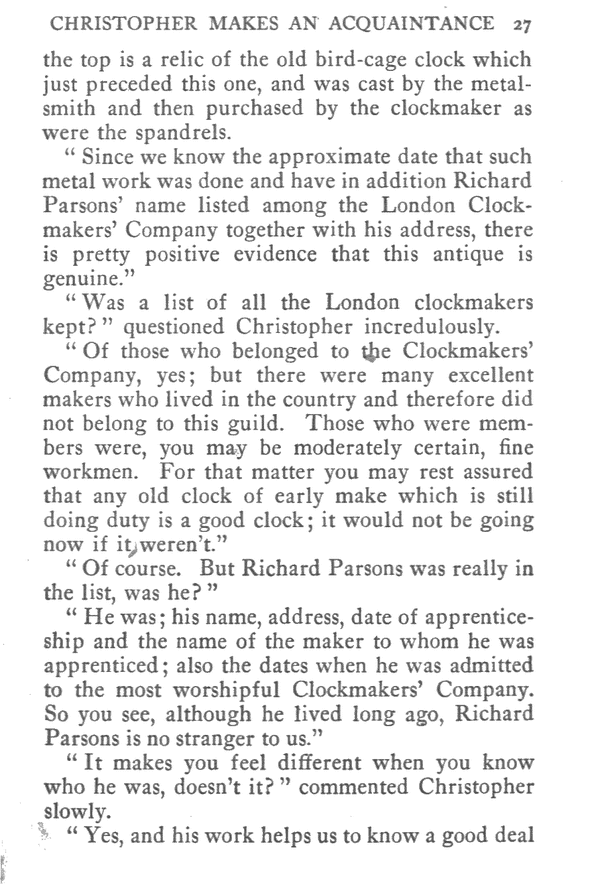 CHRISTOPHER MAKES AN ACQUAINTANCE 27
the top is a relic of the old bird-cage clock which
just preceded this one, and was cast by the metal-
smith and then purchased by the clockmaker as
were the spandrels.
“ Since we know the approximate date that such
metal work was done and have in addition Richard
Parsons’ name listed among the London Clock-
makers’ Company together with his address, there
is pretty positive evidence that this antique is
genuine.”
“ Was a list of all the London clockmakers
kept? ” questioned Christopher incredulously.
“ Of those who belonged to the Clockmakers’
Company, yes; but there were many excellent
makers who lived in the country and therefore did
not belong to this guild. Those who were mem-
bers were, you may be moderately certain, fine
workmen. For that matter you may rest assured
that any old clock of early make which is still
doing duty is a good clock; it would not be going
now if it weren’t.”
“ Of course. But Richard Parsons was really in
the list, was he? ”
“ He was; his name, address, date of apprentice-
ship and the name of the maker to whom he was
apprenticed; also the dates when he was admitted
to the most worshipful Clockmakers’ Company.
So you see, although he lived long ago, Richard
Parsons is no stranger to us.”
“ It makes you feel different when you know
who he was, doesn’t it? ” commented Christopher
slowly.
“ Yes, and his work helps us to know a good deal